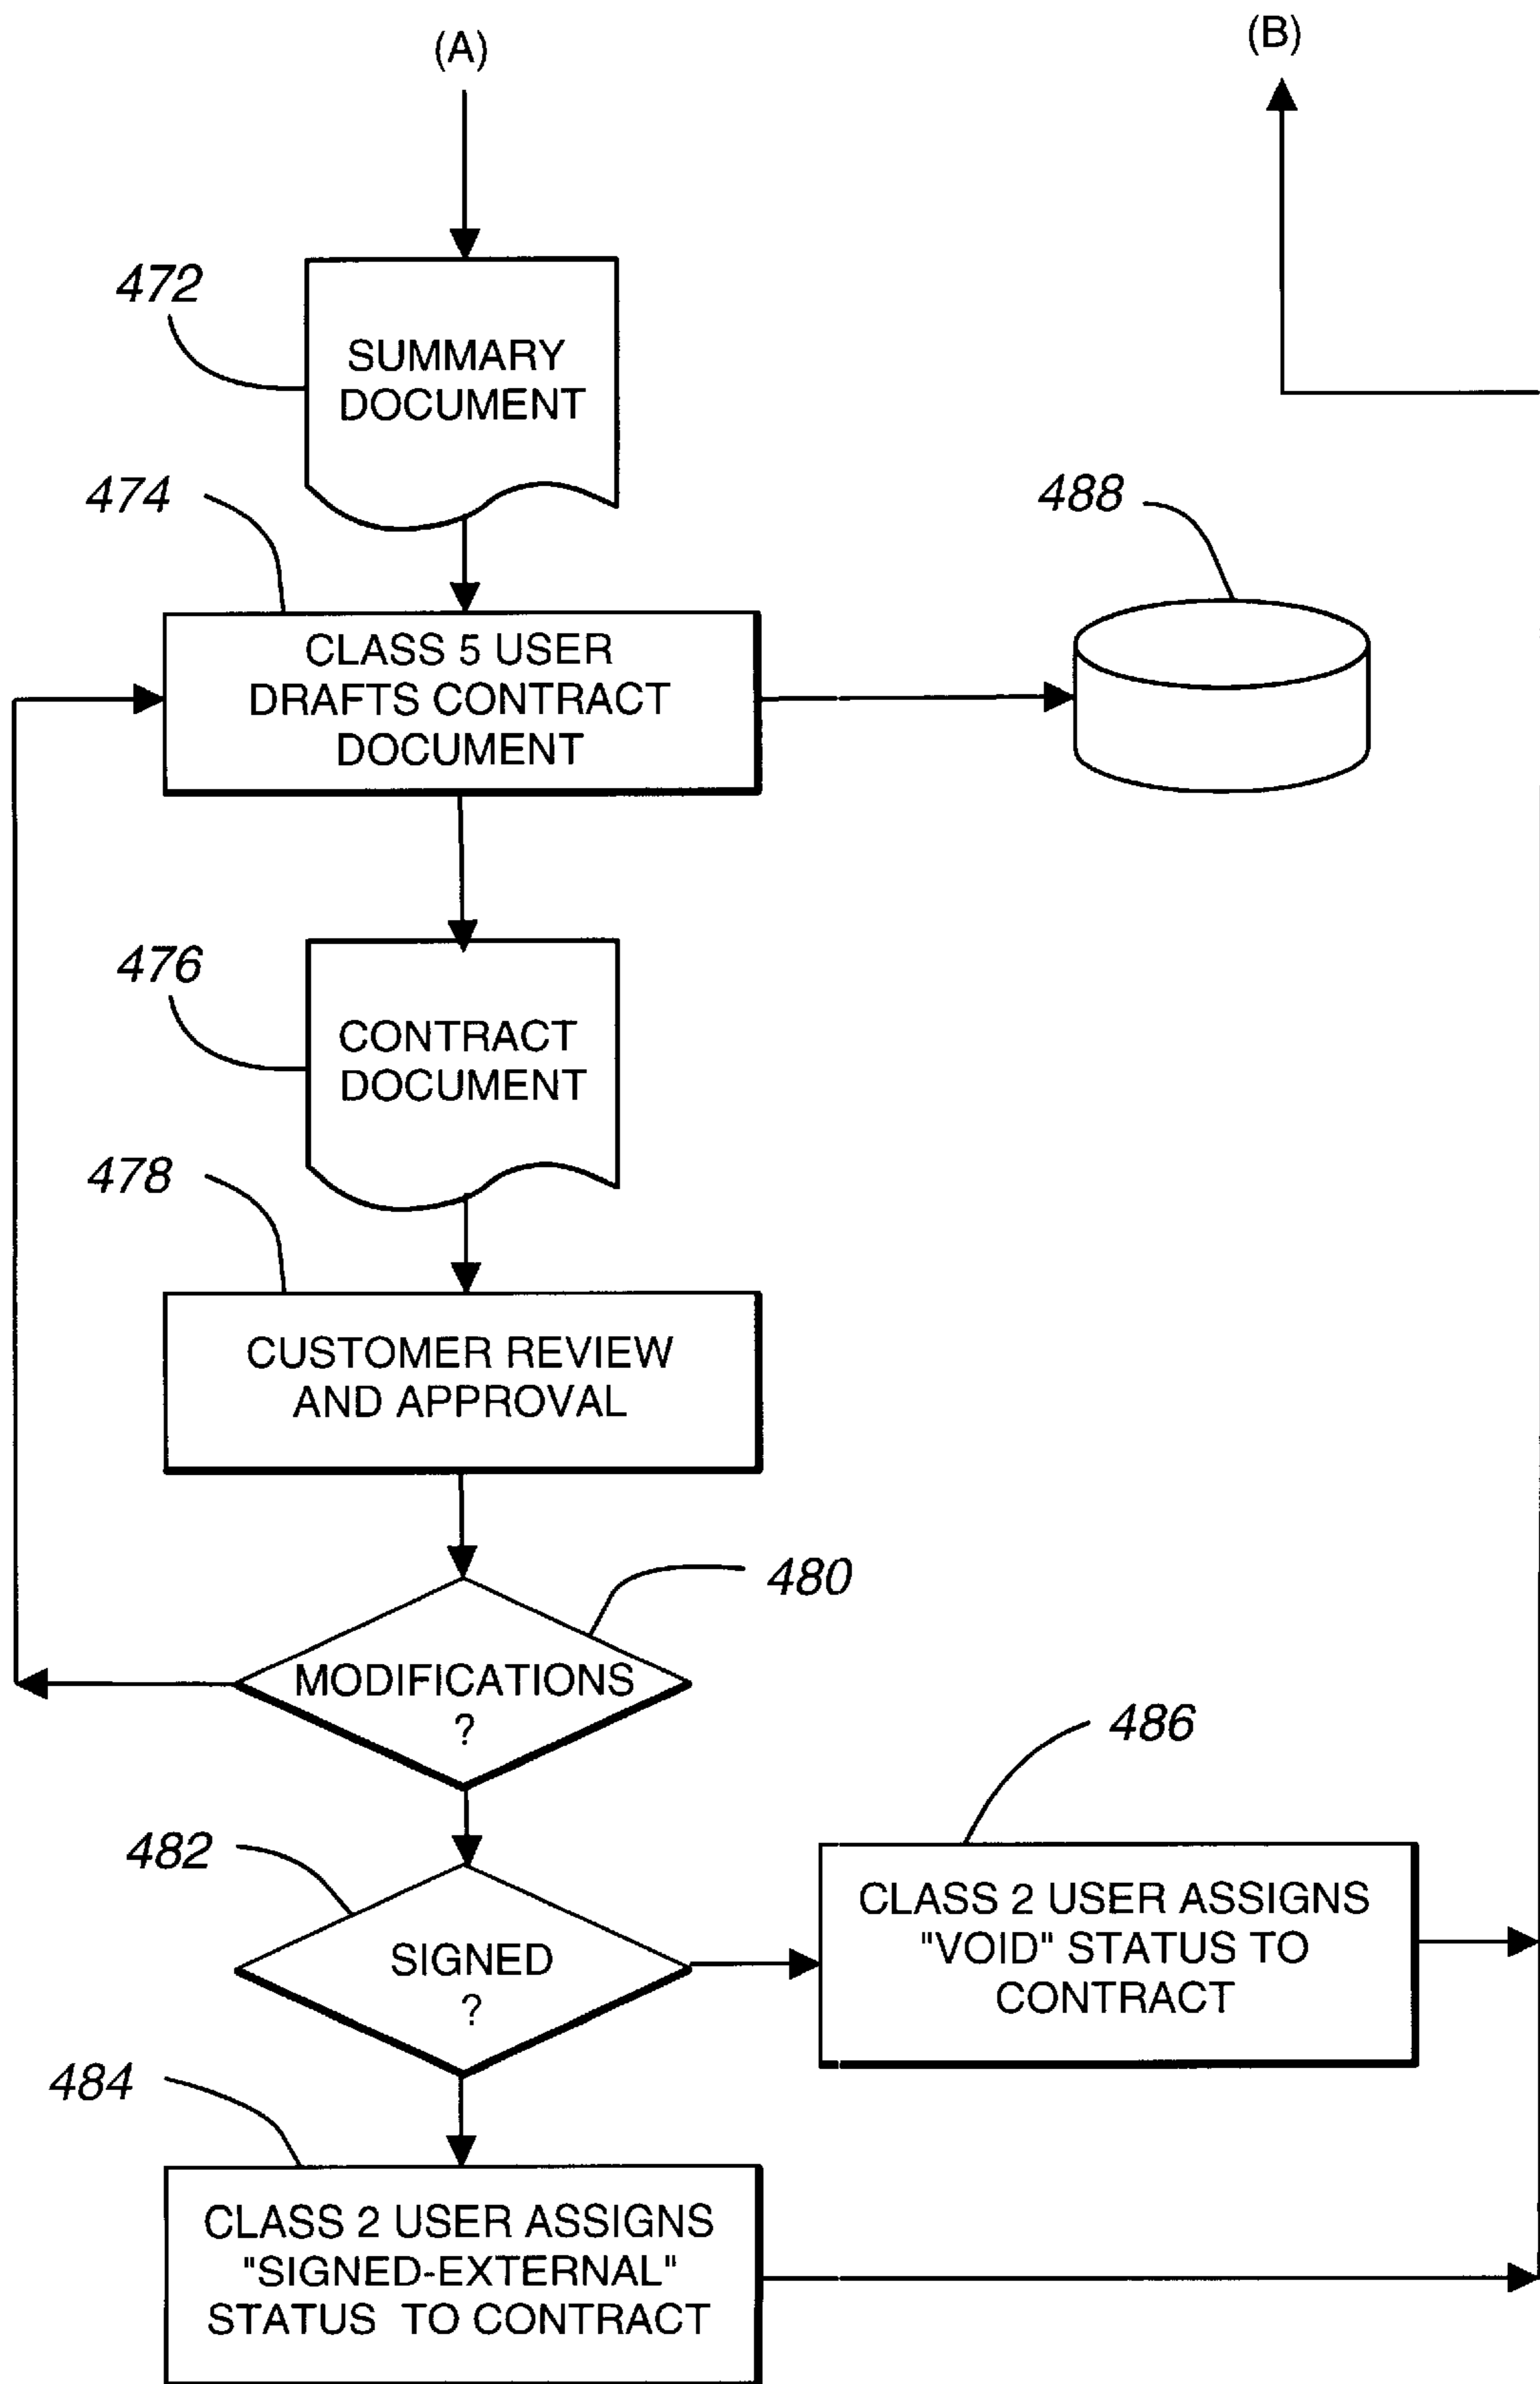 (A)
(B)
472
SUMMARY
DOCUMENT
474
488
CLASS 5 USER
DRAFTS CONTRACT
DOCUMENT
476
CONTRACT
DOCUMENT
478
CUSTOMER REVIEW
AND APPROVAL
480
MODIFICATIONS
?
486
482
CLASS 2 USER ASSIGNS
"VOID" STATUS TO
CONTRACT
SIGNED
?
484
CLASS 2 USER ASSIGNS
"SIGNED-EXTERNAL"
STATUS TO CONTRACT